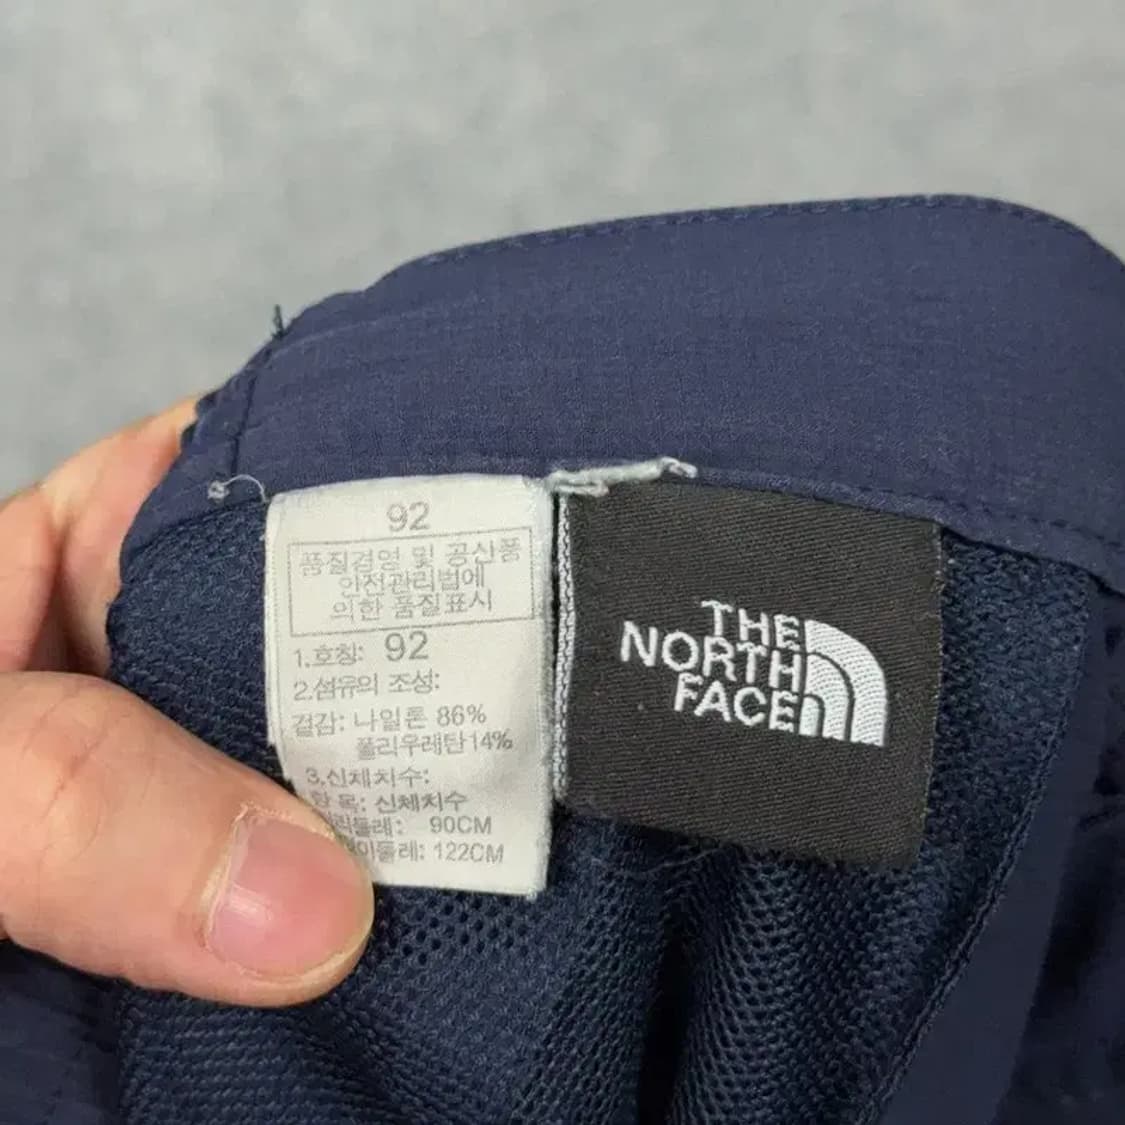 92
품질경영 및 공산품
안전관리법에
의한 품질표시
1.호칭: 92
2.섬유의 조성:
겉감: 나일론 86%
폴리우레탄14%
3.신체치수:
항 목: 신체치수
90CM
122CM
THE
NORTH
FACE